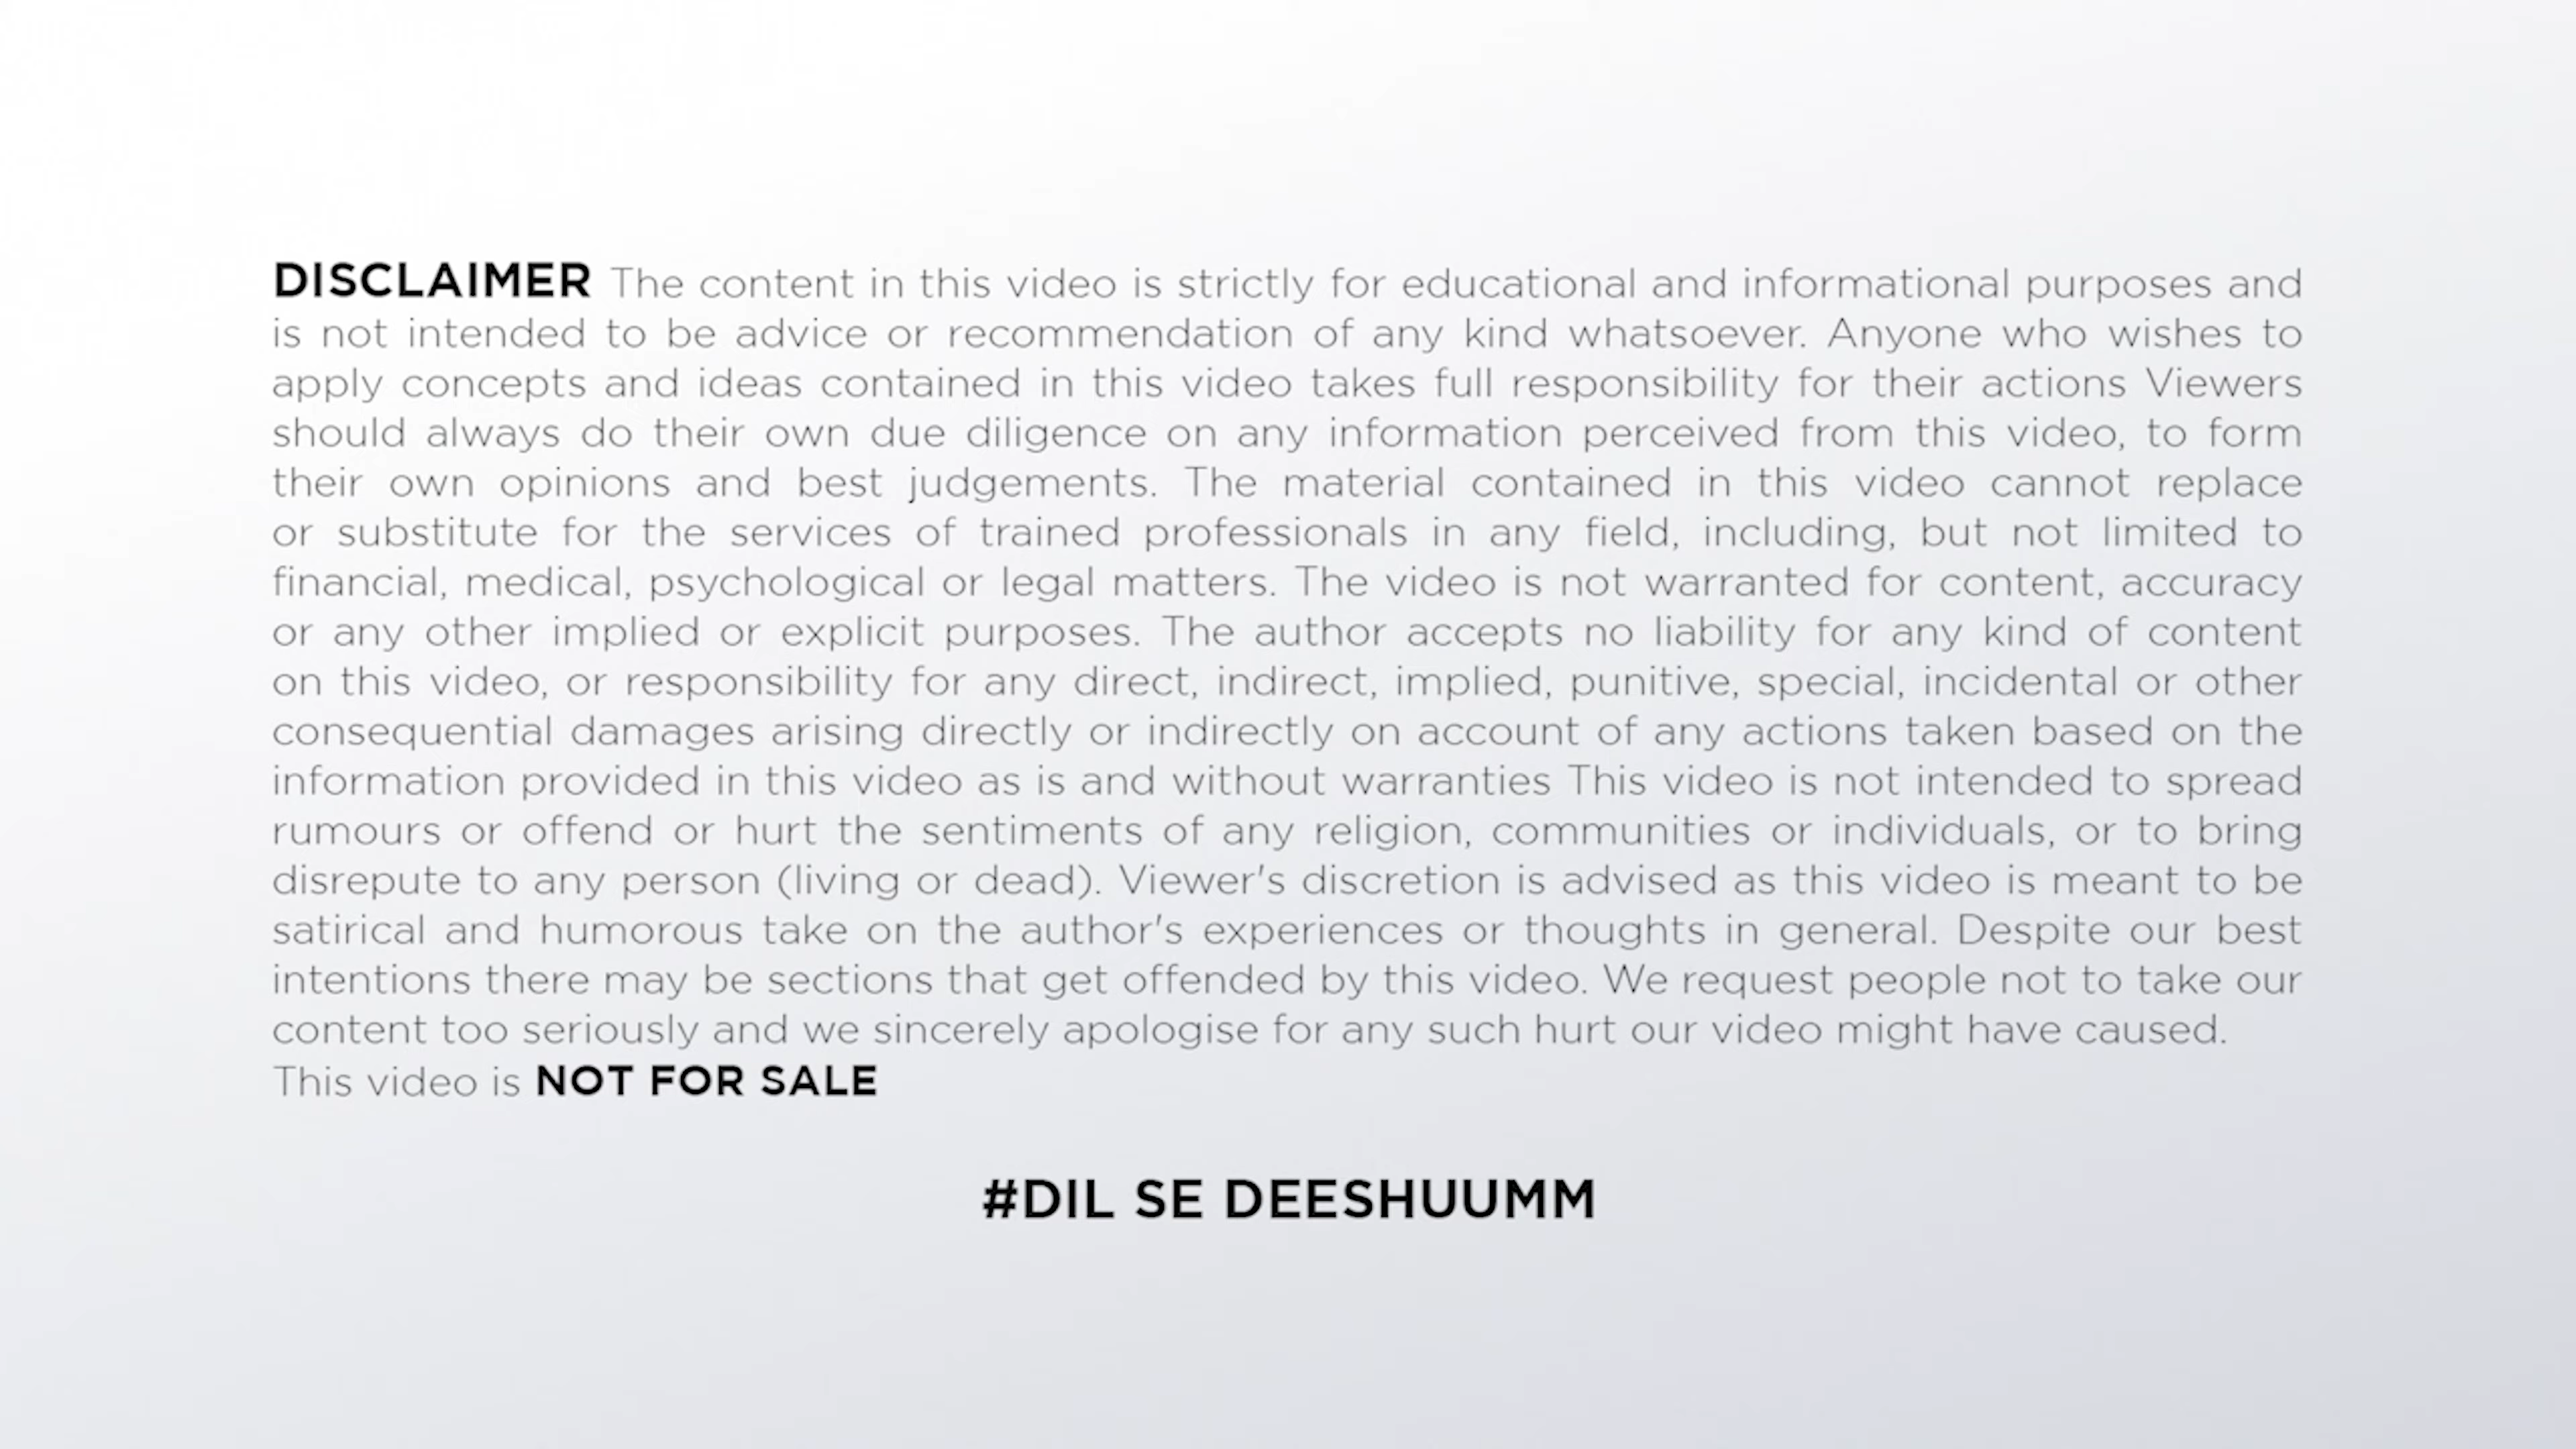 DISCLAIMER The content in this video is strictly for educational and informational purposes and
is not intended to be advice or recommendation of any kind whatsoever. Anyone who wishes to
apply concepts and ideas contained in this video takes full responsibility for their actions Viewers
should always do their own due diligence on any information perceived from this video, to form
their own opinions and best judgements. The material contained in this video cannot replace
or substitute for the services of trained professionals in any field, including, but not limited to
financial, medical, psychological or legal matters. The video is not warranted for content, accuracy
or any other implied or explicit purposes. The author accepts no liability for any kind of content
on this video, or responsibility for any direct, indirect, implied, punitive, special, incidental or other
consequential damages arising directly or indirectly on account of any actions taken based on the
information provided in this video as is and without warranties This video is not intended to spread
rumours or offend or hurt the sentiments of any religion, communities or individuals, or to bring
disrepute to any person (living or dead). Viewer's discretion is advised as this video is meant to be
satirical and humorous take on the author's experiences or thoughts in general. Despite our best
intentions there may be sections that get offended by this video. We request people not to take our
content too seriously and we sincerely apologise for any such hurt our video might have caused.
This video is NOT FOR SALE
#DIL SE DEESHUUMM